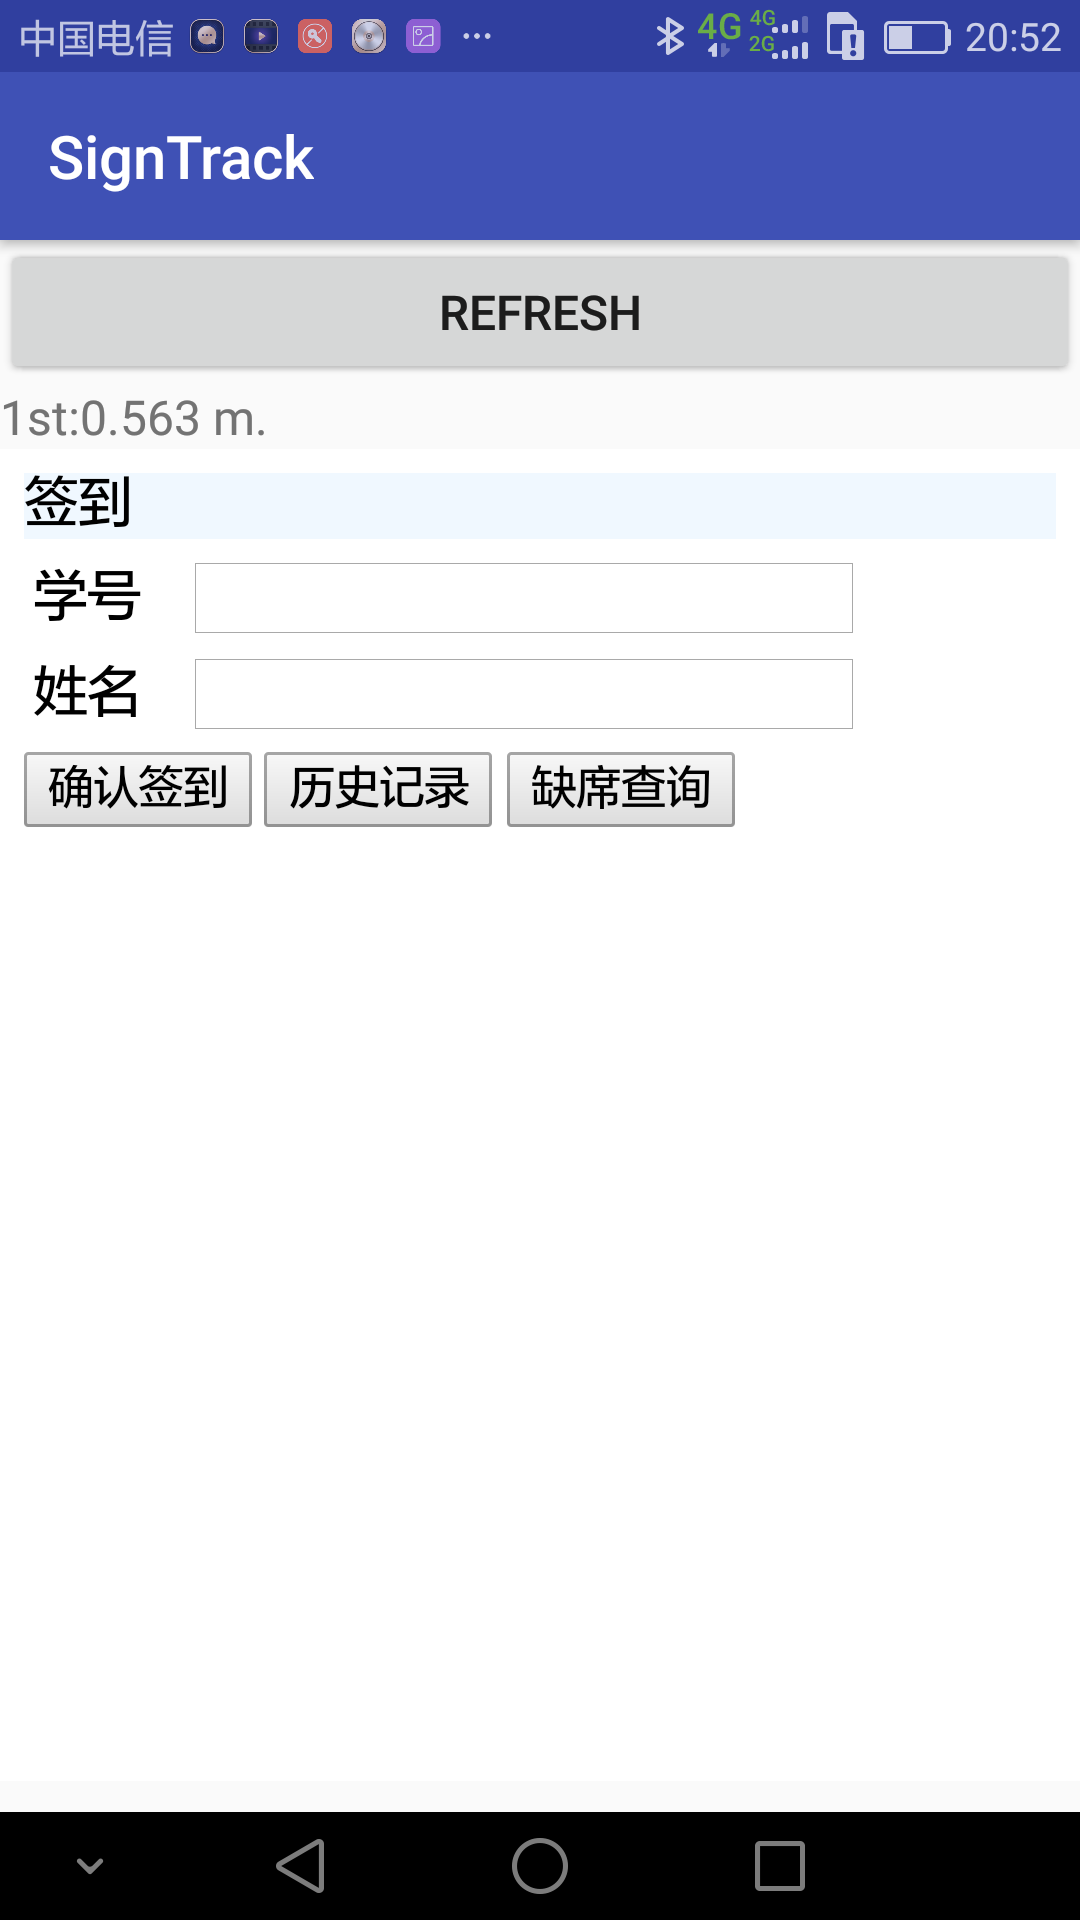 中国电信 4G 4G 2G 20:52
SignTrack
REFRESH
1st:0.563 m.
签到
学号
姓名
确认签到 历史记录 缺席查询